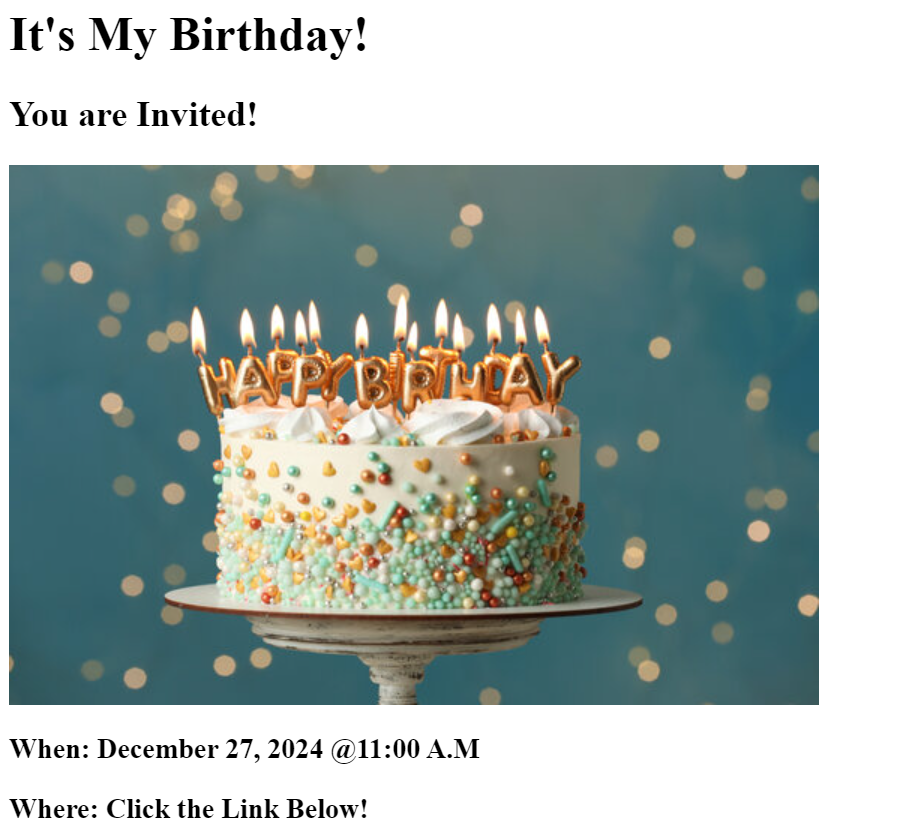 It's My Birthday!
You are Invited!
HAPPY BIRTHDAY
When: December 27, 2024 @11:00 A.M
Where: Click the Link Below!